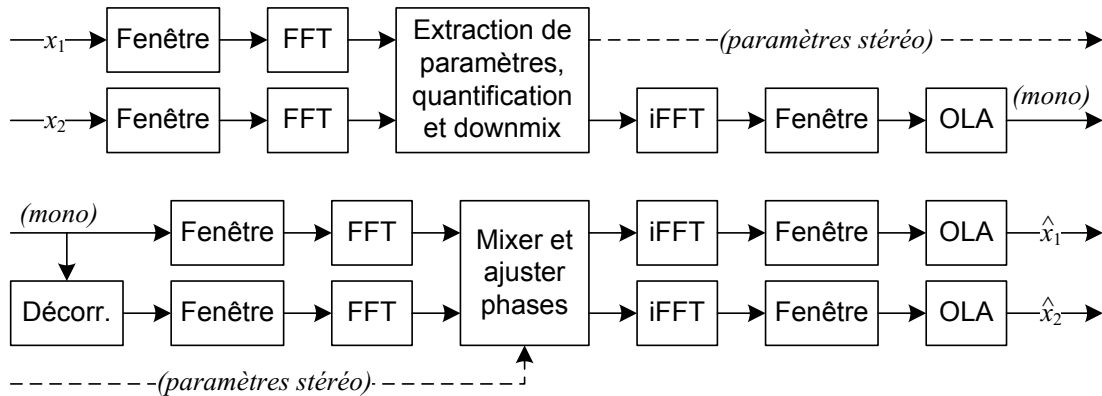 x₁ Fenêtre FFT
Extraction de
paramètres,
quantification
et downmix
(paramètres stéréo)
x₂ Fenêtre FFT
iFFT Fenêtre OLA (mono)
(mono) Fenêtre FFT
Mixer et
ajuster
phases
iFFT Fenêtre OLA x̂₁
Décorr. Fenêtre FFT
iFFT Fenêtre OLA x̂₂
(paramètres stéréo)